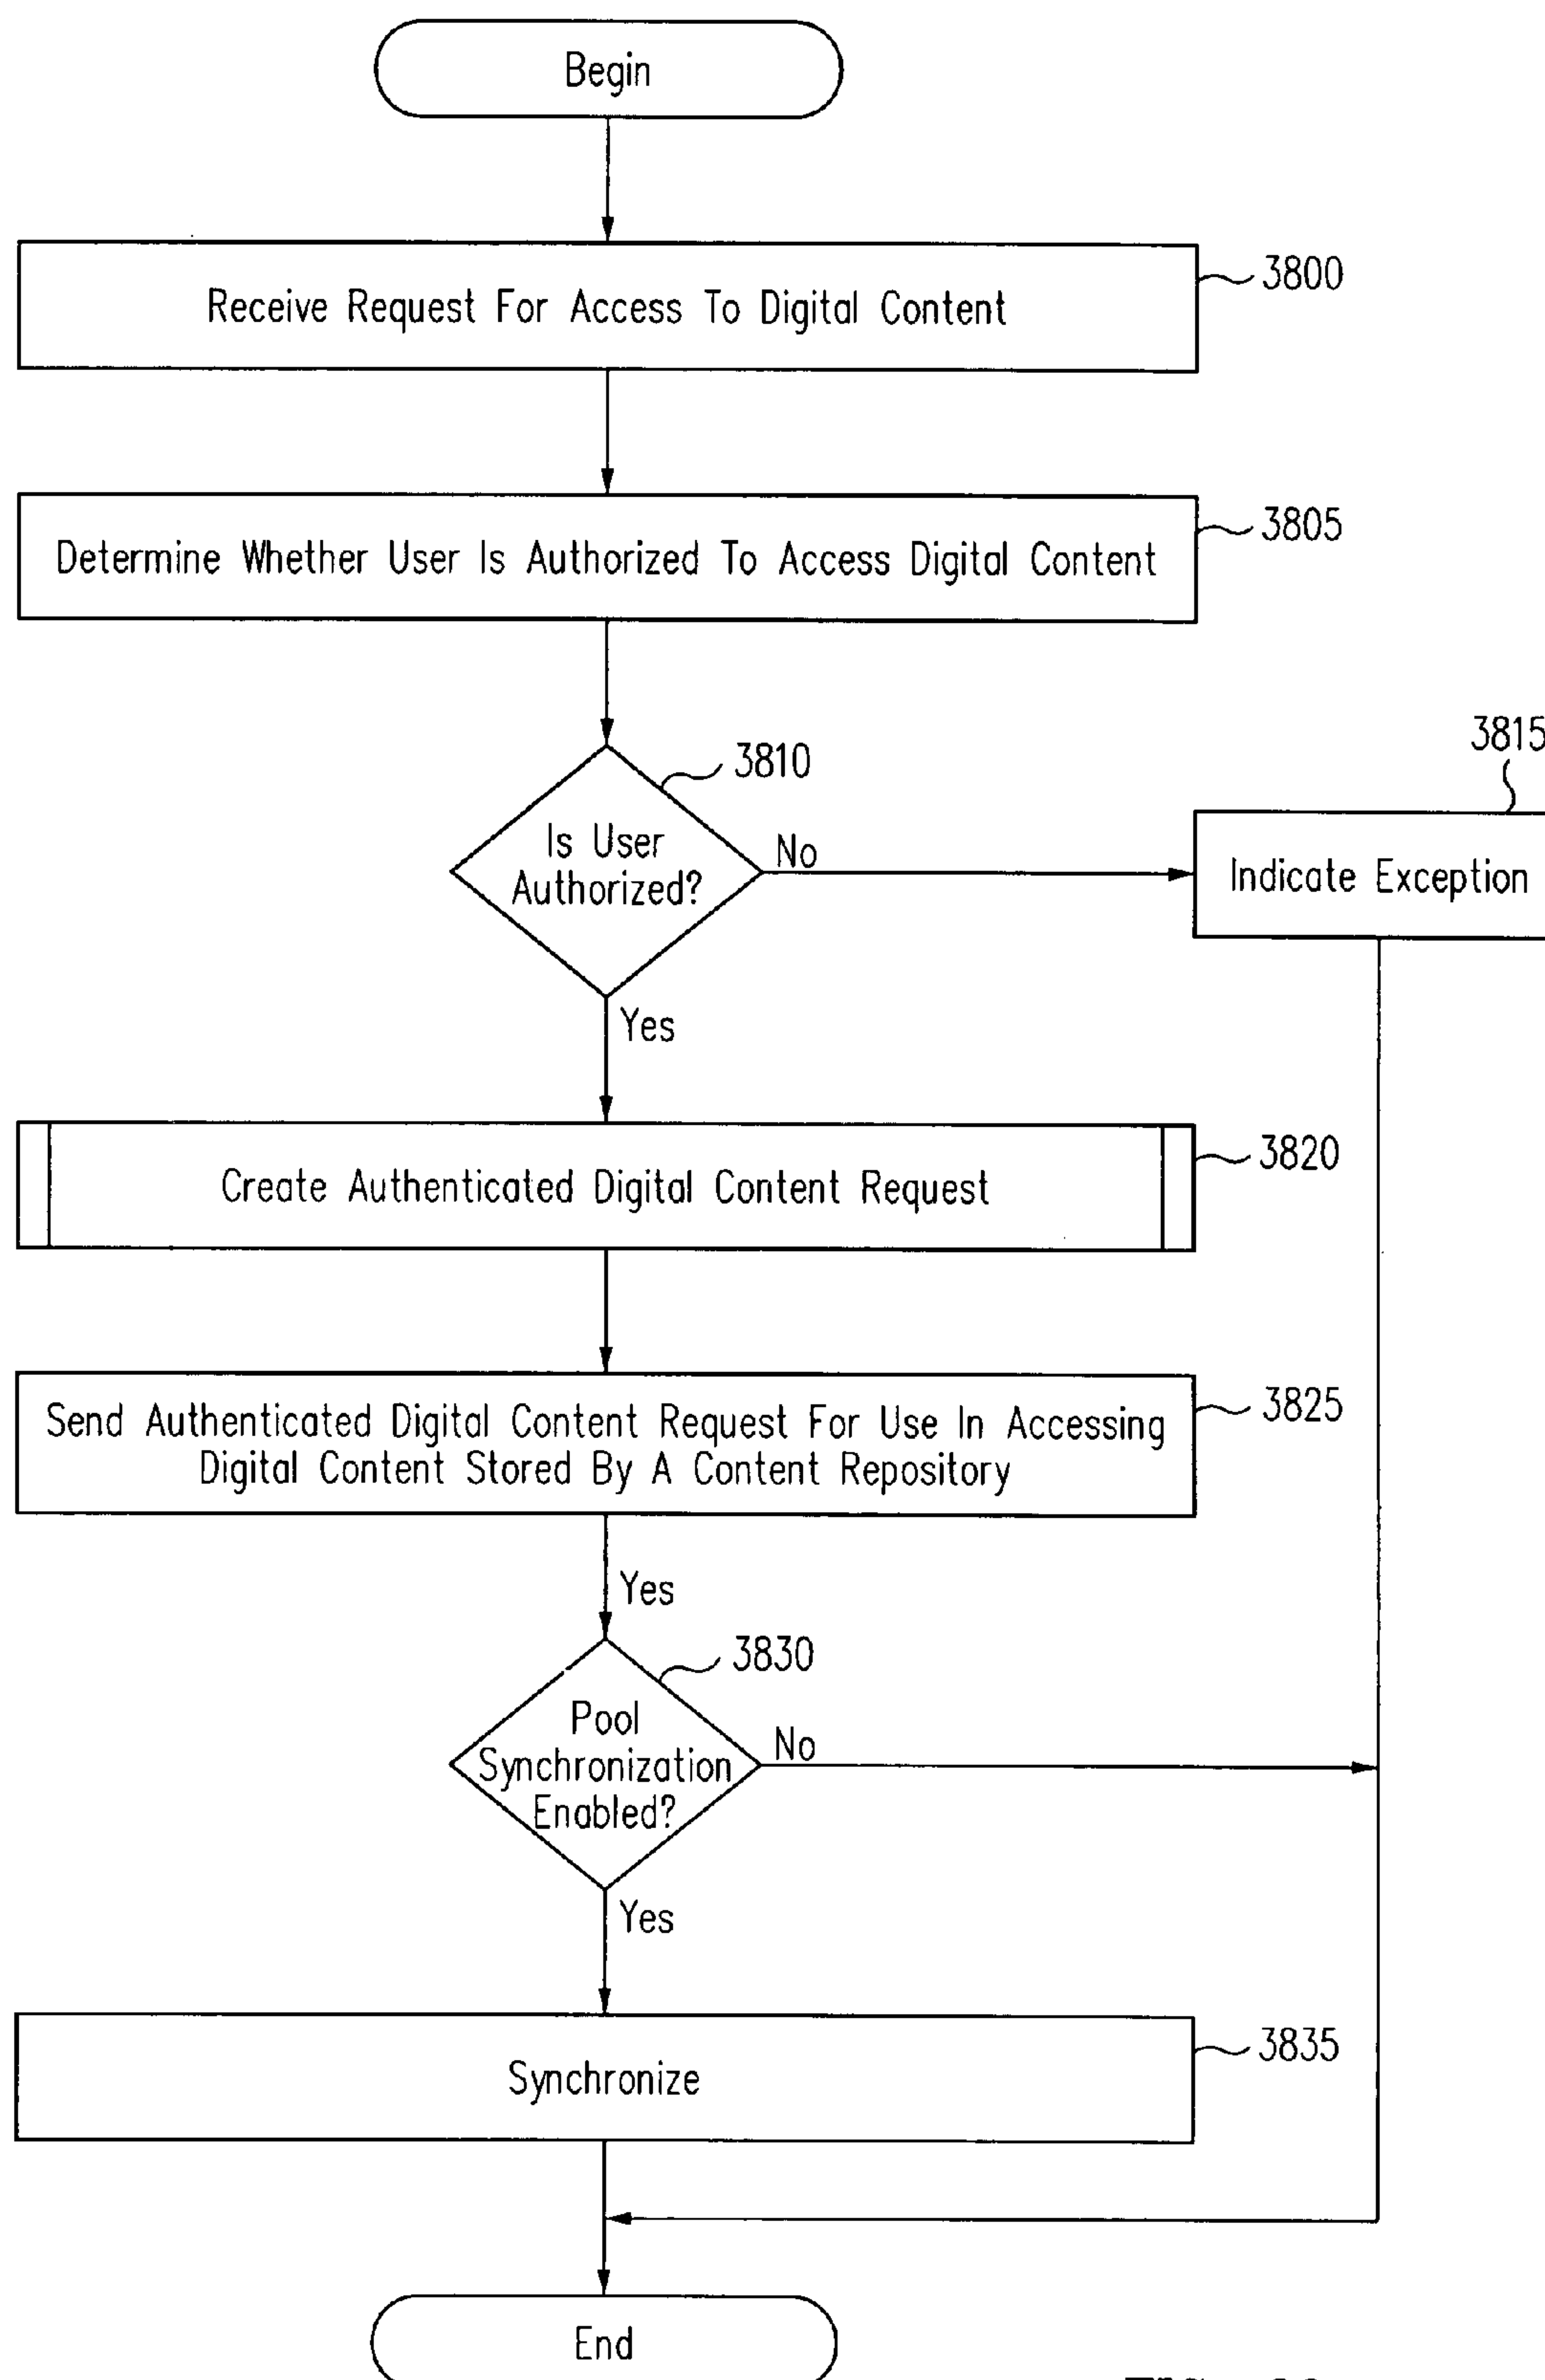 Begin
Receive Request For Access To Digital Content
3800
Determine Whether User Is Authorized To Access Digital Content
3805
3810
Is User
Authorized?
No
3815
Indicate Exception
Yes
Create Authenticated Digital Content Request
3820
Send Authenticated Digital Content Request For Use In Accessing
Digital Content Stored By A Content Repository
3825
Yes
3830
Pool
Synchronization
Enabled?
No
Yes
Synchronize
3835
End